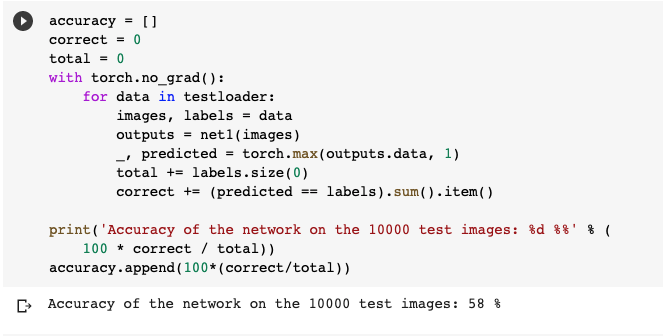 accuracy = []
correct = 0
total = 0
with torch.no_grad():
    for data in testloader:
        images, labels = data
        outputs = net1(images)
        _, predicted = torch.max(outputs.data, 1)
        total += labels.size(0)
        correct += (predicted == labels).sum().item()

print('Accuracy of the network on the 10000 test images: %d %%' % (
    100 * correct / total))
accuracy.append(100*(correct/total))
Accuracy of the network on the 10000 test images: 58 %